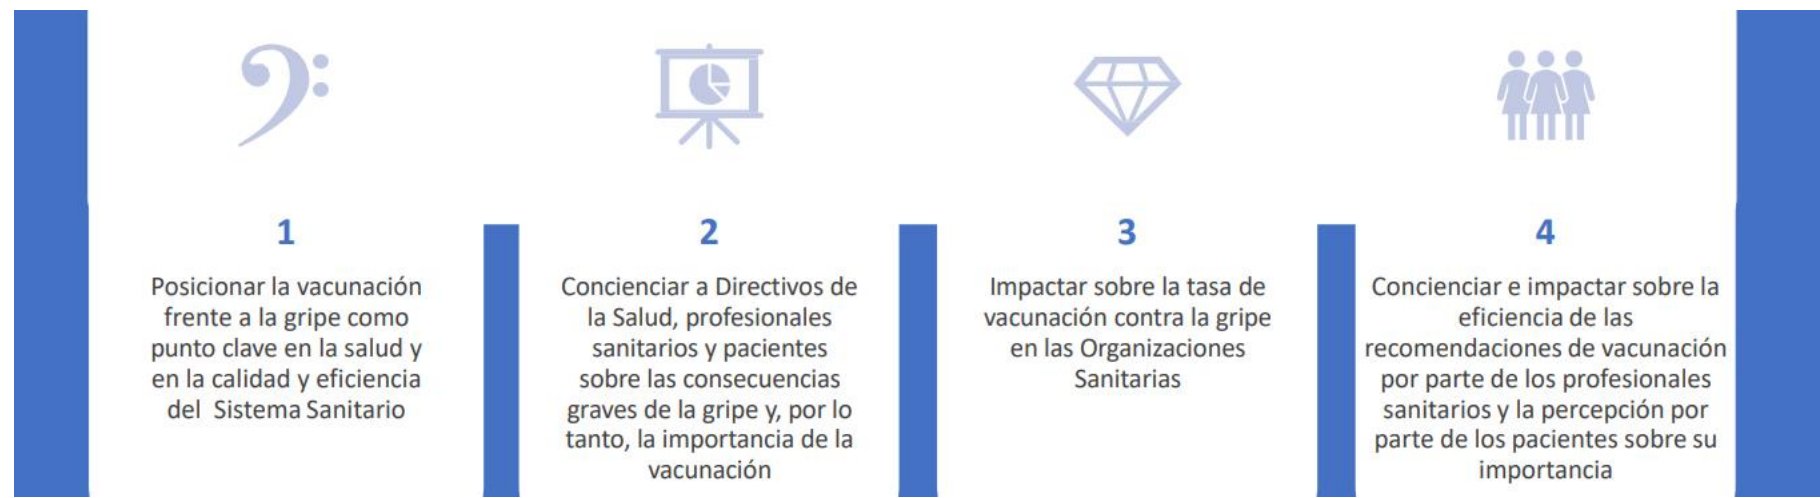 1
Posicionar la vacunación
frente a la gripe como
punto clave en la salud y
en la calidad y eficiencia
del Sistema Sanitario
2
Concienciar a Directivos de
la Salud, profesionales
sanitarios y pacientes
sobre las consecuencias
graves de la gripe y, por lo
tanto, la importancia de la
vacunación
3
Impactar sobre la tasa de
vacunación contra la gripe
en las Organizaciones
Sanitarias
4
Concienciar e impactar sobre la
eficiencia de las
recomendaciones de vacunación
por parte de los profesionales
sanitarios y la percepción por
parte de los pacientes sobre su
importancia